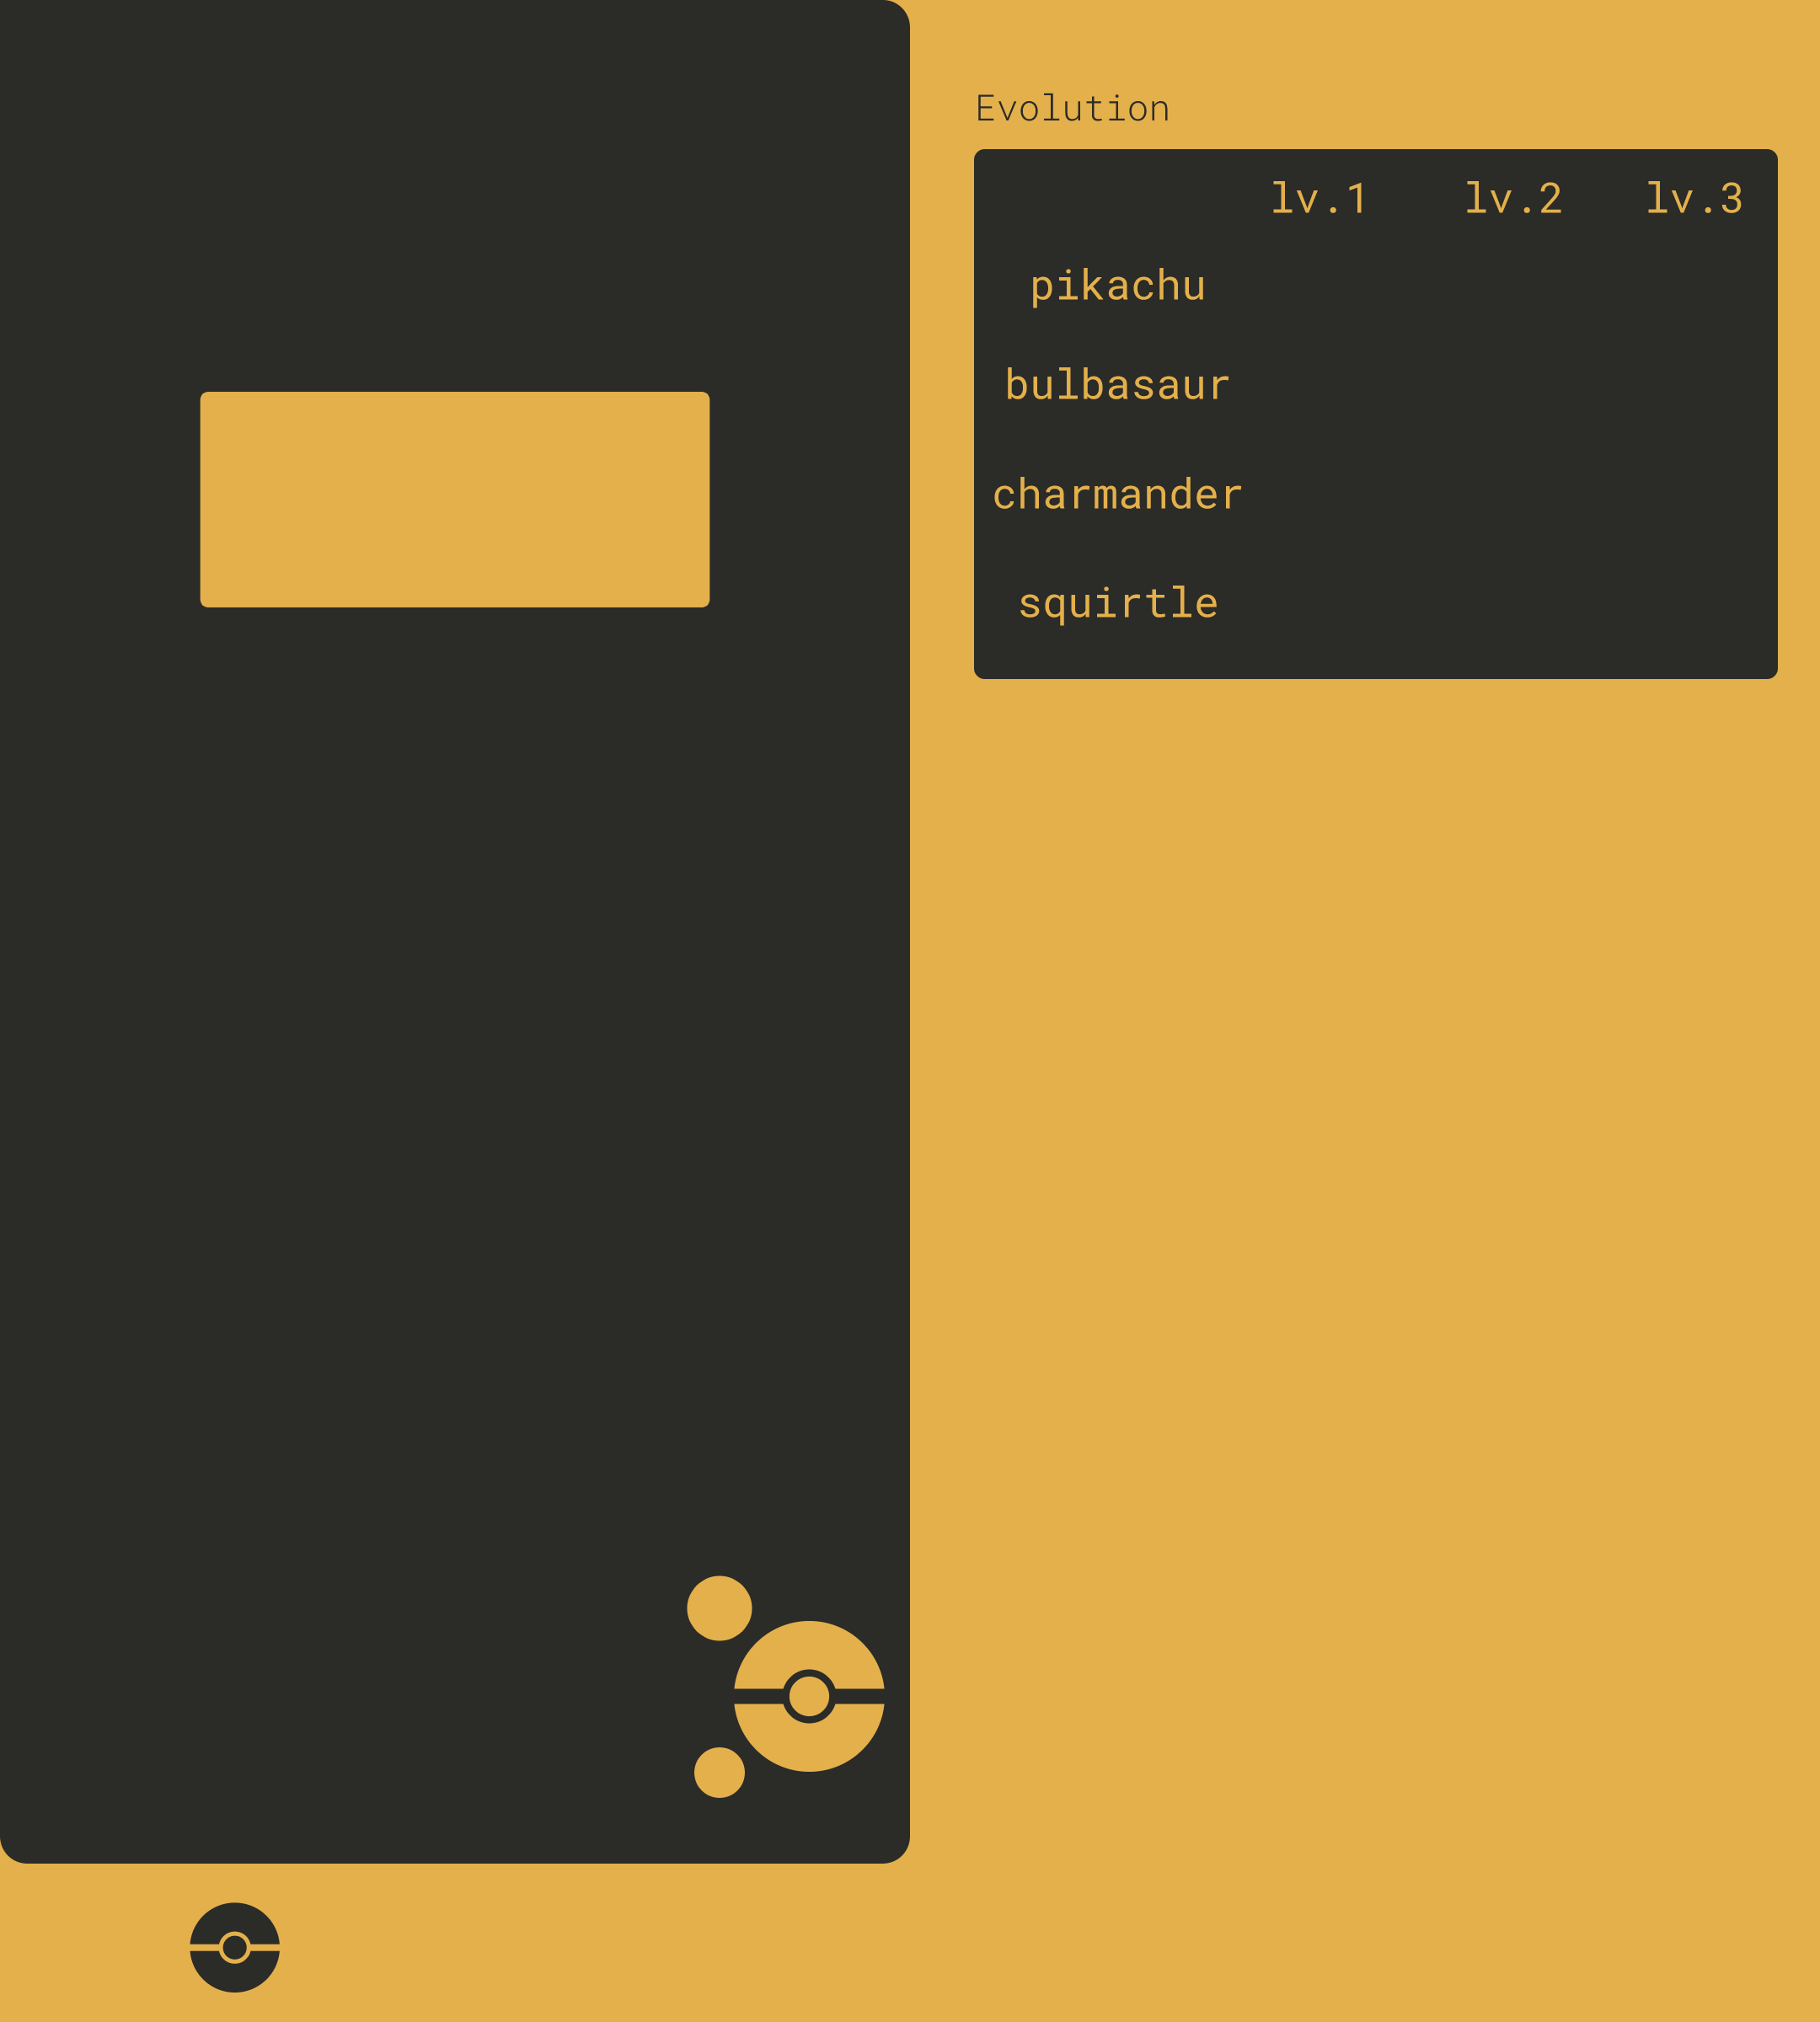 Evolution
lv.1 lv.2 lv.3
pikachu
bulbasaur
charmander
squirtle